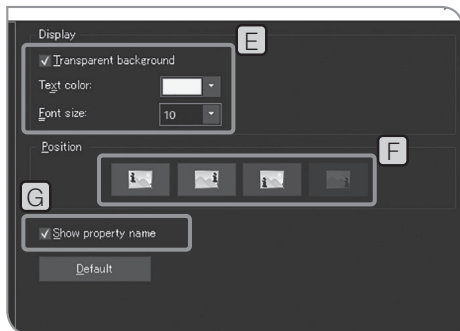 Display
E
Transparent background
Text color:
Font size:
10
Position
F
G
Show property name
Default